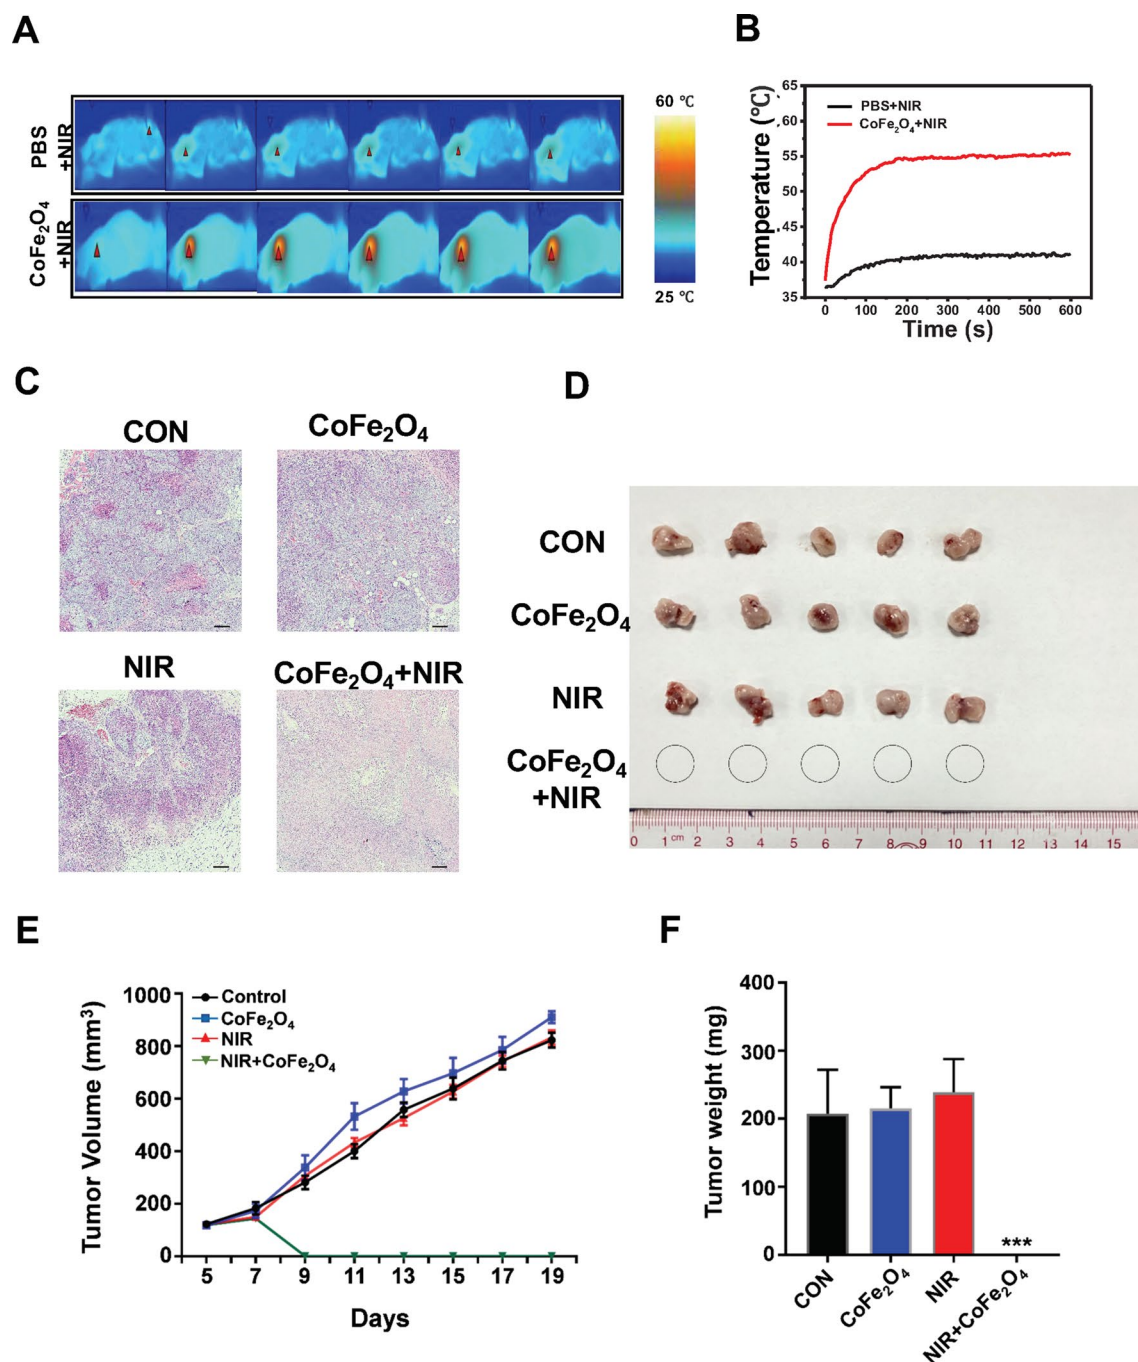 A
PBS
+NIR
CoFe₂O₄
+NIR
60 ℃
25 ℃
B
Temperature (℃)
65
60
55
50
45
40
35
PBS+NIR
CoFe₂O₄+NIR
0 100 200 300 400 500 600
Time (s)
C
CON
CoFe₂O₄
NIR
CoFe₂O₄+NIR
D
CON
CoFe₂O₄
NIR
CoFe₂O₄
+NIR
0 1 cm 2 3 4 5 6 7 8 9 10 11 12 13 14 15
E
Tumor Volume (mm³)
1000
800
600
400
200
0
Control
CoFe₂O₄
NIR
NIR+CoFe₂O₄
5 7 9 11 13 15 17 19
Days
F
Tumor weight (mg)
400
300
200
100
0
***
CON
CoFe₂O₄
NIR
NIR+CoFe₂O₄